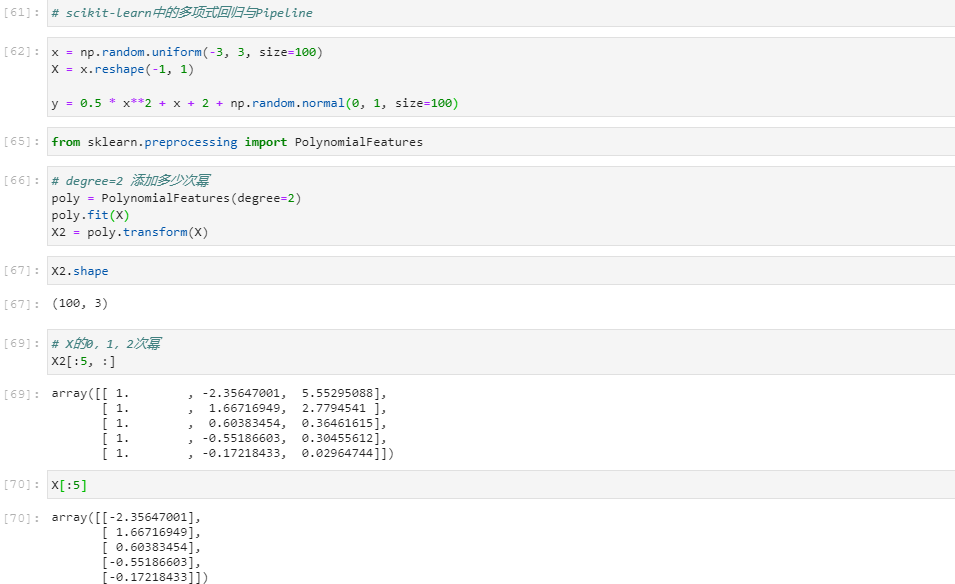 [61]: # scikit-learn中的多项式回归与Pipeline
[62]: x = np.random.uniform(-3, 3, size=100)
X = x.reshape(-1, 1)
y = 0.5 * x**2 + x + 2 + np.random.normal(0, 1, size=100)
[65]: from sklearn.preprocessing import PolynomialFeatures
[66]: # degree=2 添加多少次幂
poly = PolynomialFeatures(degree=2)
poly.fit(X)
X2 = poly.transform(X)
[67]: X2.shape
[67]: (100, 3)
[69]: # X的0，1，2次幂
X2[:5, :]
[69]: array([[ 1.        , -2.35647001,  5.55295088],
[ 1.        ,  1.66716949,  2.7794541 ],
[ 1.        ,  0.60383454,  0.36461615],
[ 1.        , -0.55186603,  0.30455612],
[ 1.        , -0.17218433,  0.02964744]])
[70]: X[:5]
[70]: array([[-2.35647001],
[ 1.66716949],
[ 0.60383454],
[-0.55186603],
[-0.17218433]])